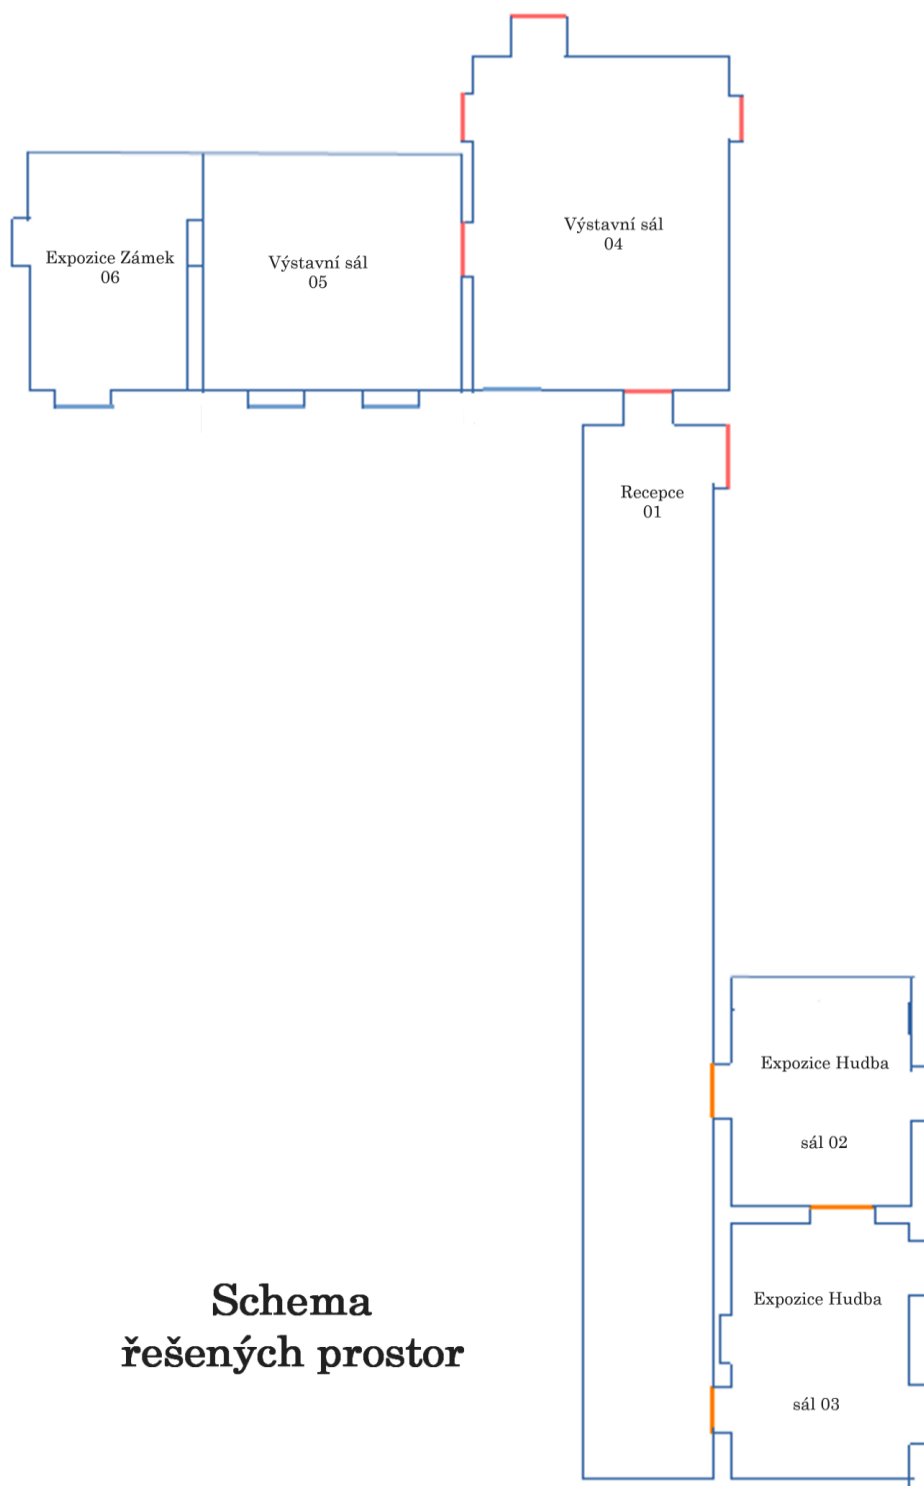 Výstavní sál
04
Expozice Zámek
06
Výstavní sál
05
Recepce
01
Expozice Hudba
sál 02
Expozice Hudba
sál 03
Schema
řešených prostor